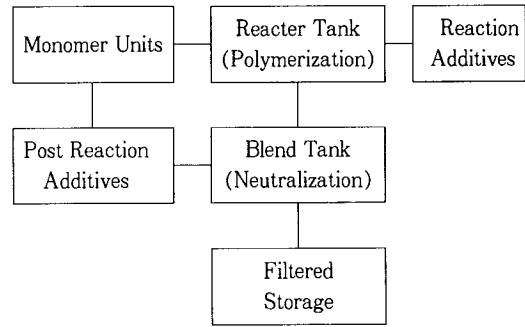 Monomer Units
Reacter Tank
(Polymerization)
Reaction
Additives
Post Reaction
Additives
Blend Tank
(Neutralization)
Filtered
Storage